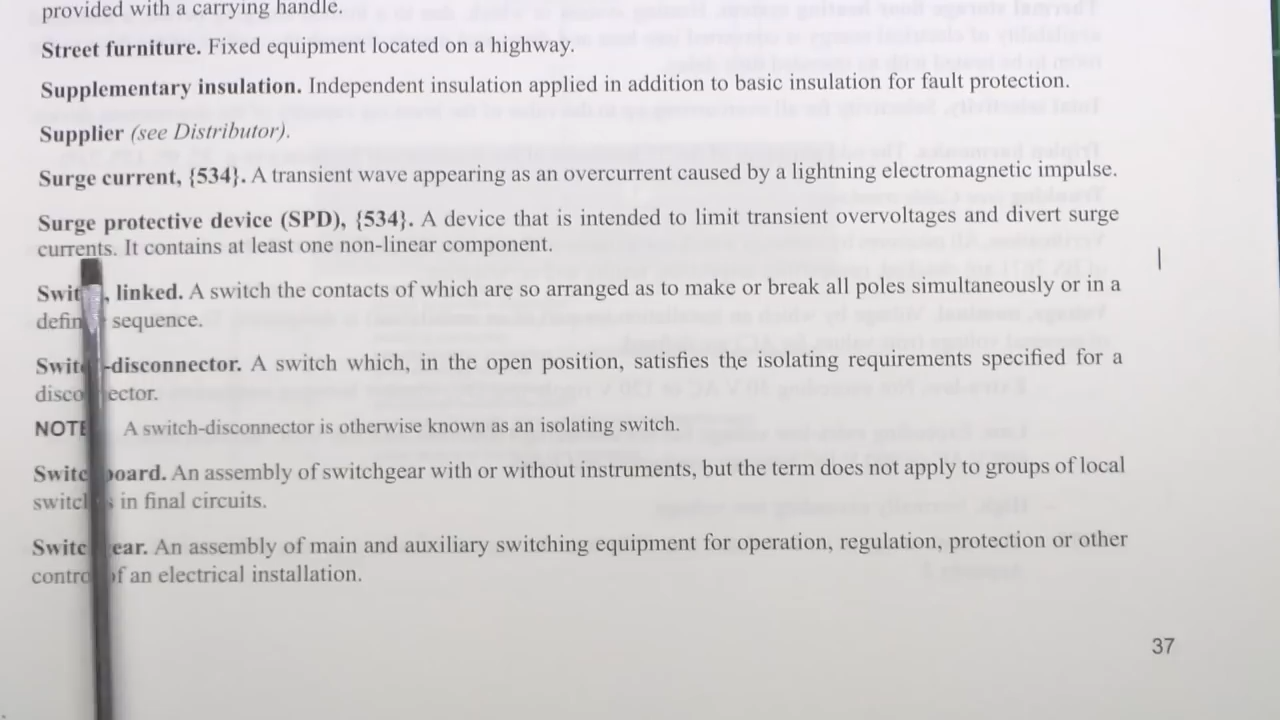 provided with a carrying handle.
Street furniture. Fixed equipment located on a highway.
Supplementary insulation. Independent insulation applied in addition to basic insulation for fault protection.
Supplier (see Distributor).
Surge current, {534}. A transient wave appearing as an overcurrent caused by a lightning electromagnetic impulse.
Surge protective device (SPD), {534}. A device that is intended to limit transient overvoltages and divert surge
currents. It contains at least one non-linear component.
linked. A switch the contacts of which are so arranged as to make or break all poles simultaneously or in a
sequence.
-disconnector. A switch which, in the open position, satisfies the isolating requirements specified for a
NOTE A switch-disconnector is otherwise known as an isolating switch.
An assembly of switchgear with or without instruments, but the term does not apply to groups of local
in final circuits.
An assembly of main and auxiliary switching equipment for operation, regulation, protection or other
of an electrical installation.
37